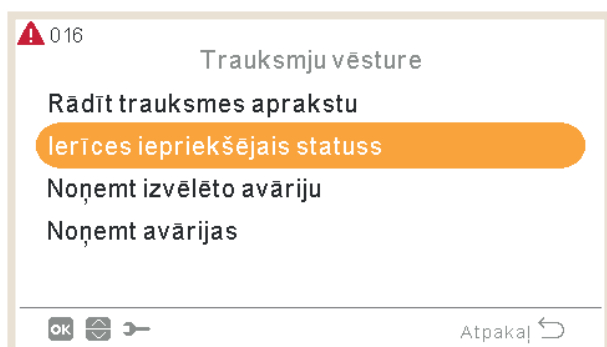 016
Trauksmju vēsture
Rādīt trauksmes aprakstu
Ierīces iepriekšējais statuss
Noņemt izvēlēto avāriju
Noņemt avārijas
OK Atpakaļ